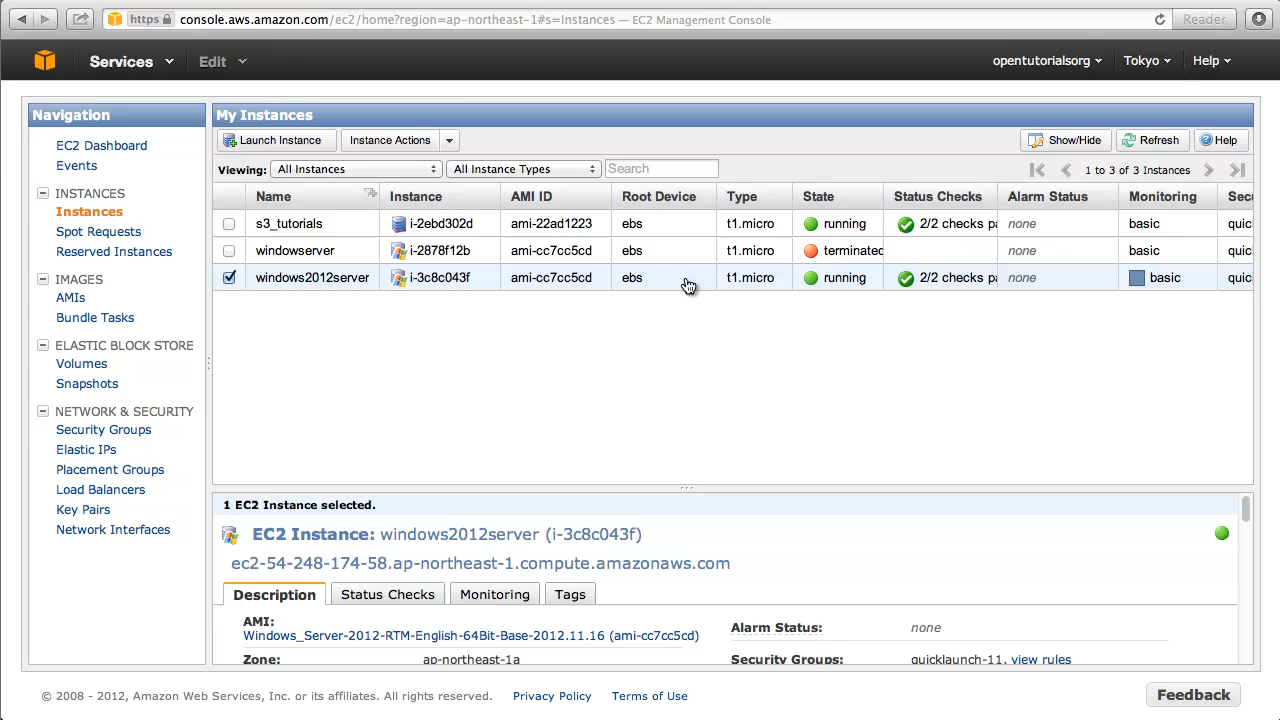 https console.aws.amazon.com/ec2/home?region=ap-northeast-1#s=Instances — EC2 Management Console Reader
Services Edit opentutorialsorg Tokyo Help
Navigation
EC2 Dashboard
Events
INSTANCES
Instances
Spot Requests
Reserved Instances
IMAGES
AMIs
Bundle Tasks
ELASTIC BLOCK STORE
Volumes
Snapshots
NETWORK & SECURITY
Security Groups
Elastic IPs
Placement Groups
Load Balancers
Key Pairs
Network Interfaces
My Instances
Launch Instance Instance Actions Show/Hide Refresh Help
Viewing: All Instances All Instance Types Search 1 to 3 of 3 Instances
Name Instance AMI ID Root Device Type State Status Checks Alarm Status Monitoring Secu
s3_tutorials i-2ebd302d ami-22ad1223 ebs t1.micro running 2/2 checks pa none basic quic
windowserver i-2878f12b ami-cc7cc5cd ebs t1.micro terminated none basic quic
windows2012server i-3c8c043f ami-cc7cc5cd ebs t1.micro running 2/2 checks pa none basic quic
1 EC2 Instance selected.
EC2 Instance: windows2012server (i-3c8c043f)
ec2-54-248-174-58.ap-northeast-1.compute.amazonaws.com
Description Status Checks Monitoring Tags
AMI:
Windows_Server-2012-RTM-English-64Bit-Base-2012.11.16 (ami-cc7cc5cd)
Alarm Status: none
Zone: ap-northeast-1a
Security Groups: quicklaunch-11. view rules
© 2008 - 2012, Amazon Web Services, Inc. or its affiliates. All rights reserved. Privacy Policy Terms of Use Feedback